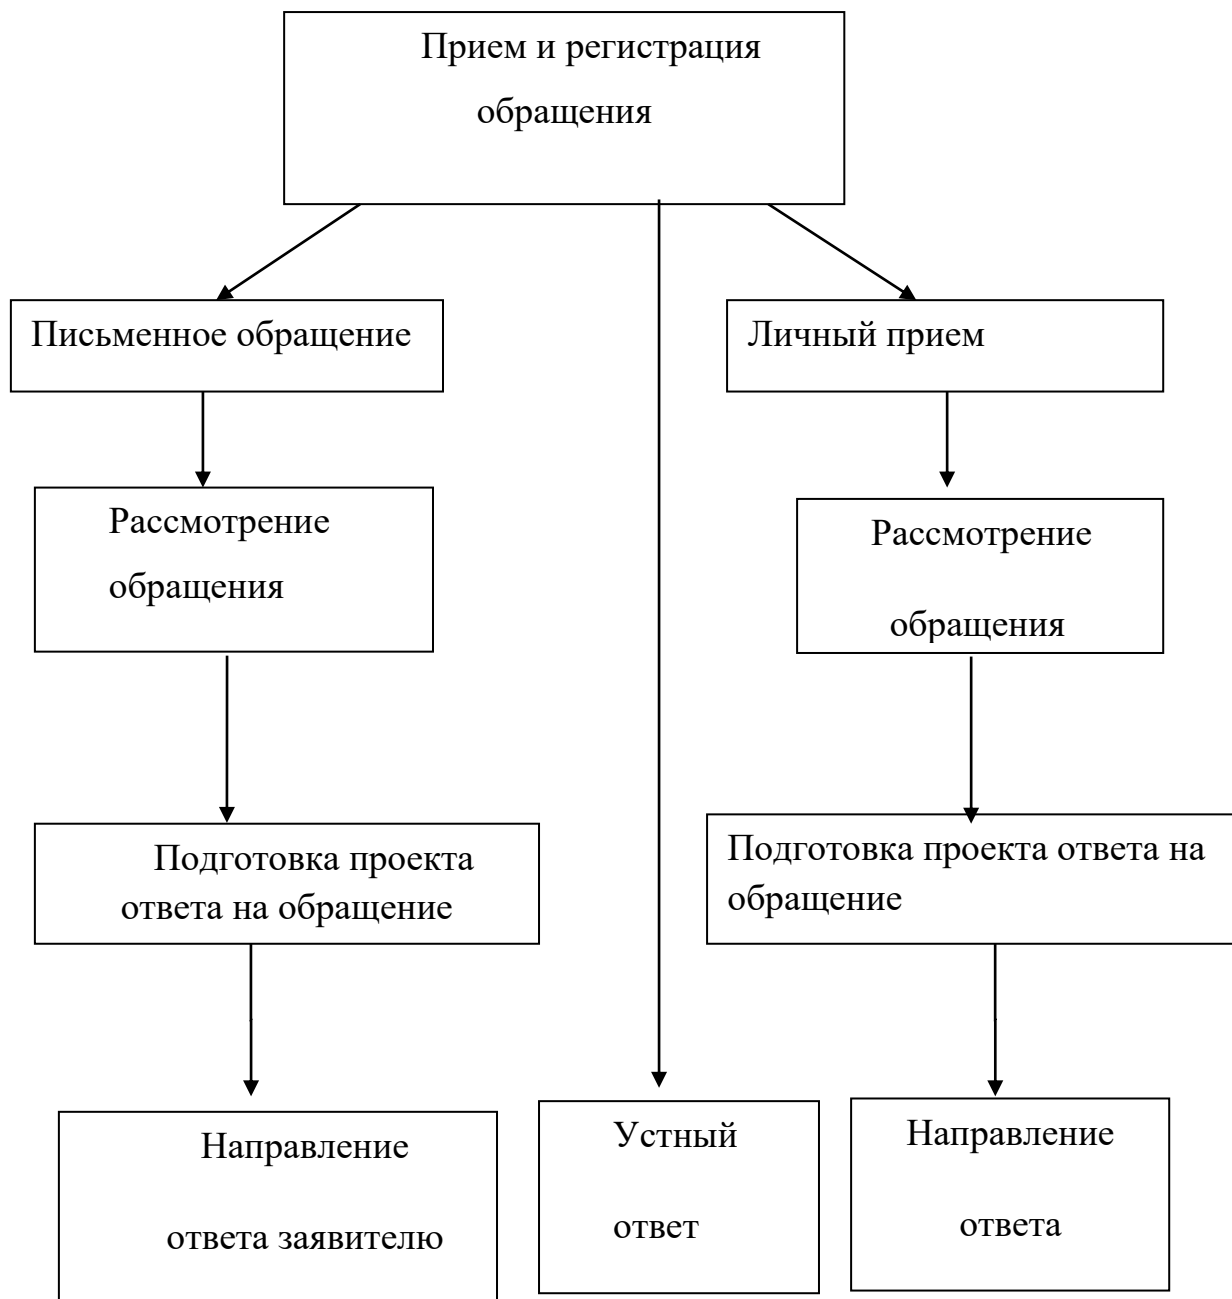 Прием и регистрация
обращения
Письменное обращение
Личный прием
Рассмотрение
обращения
Рассмотрение
обращения
Подготовка проекта
ответа на обращение
Подготовка проекта ответа на
обращение
Направление
ответа заявителю
Устный
ответ
Направление
ответа